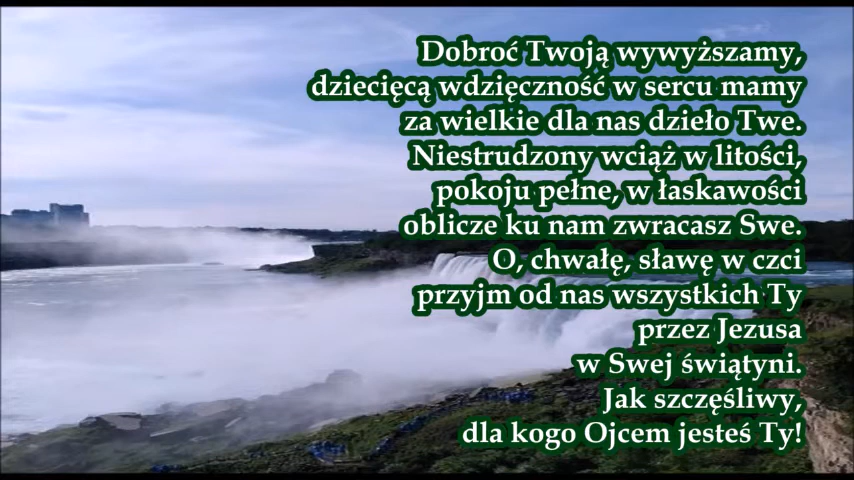 Dobroć Twoją wywyższamy,
dziecięcą wdzięczność w sercu mamy
za wielkie dla nas dzieło Twe.
Niestrudzony wciąż w litości,
pokoju pełne, w łaskawości
oblicze ku nam zwracasz Swe.
O, chwałę, sławę w czci
przyjm od nas wszystkich Ty
przez Jezusa
w Swej świątyni.
Jak szczęśliwy,
dla kogo Ojcem jesteś Ty!